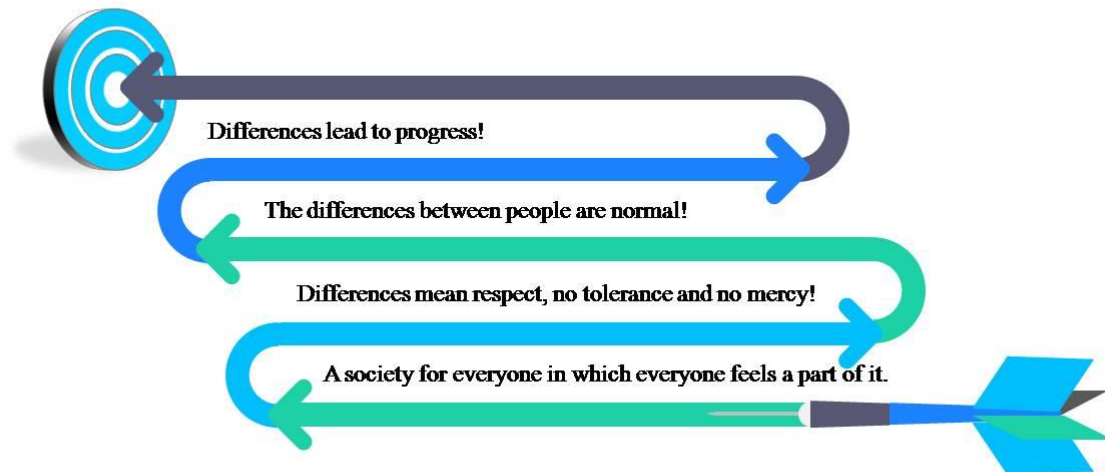 Differences lead to progress!
The differences between people are normal!
Differences mean respect, no tolerance and no mercy!
A society for everyone in which everyone feels a part of it.